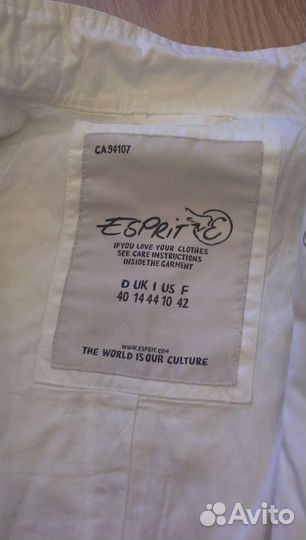 CA94107
ESPRIT E
IF YOU LOVE YOUR CLOTHES
SEE CARE INSTRUCTIONS
INSIDE THE GARMENT
D UK I US F
40 14 44 10 42
WWW.ESPRIT.COM
THE WORLD IS OUR CULTURE
Avito